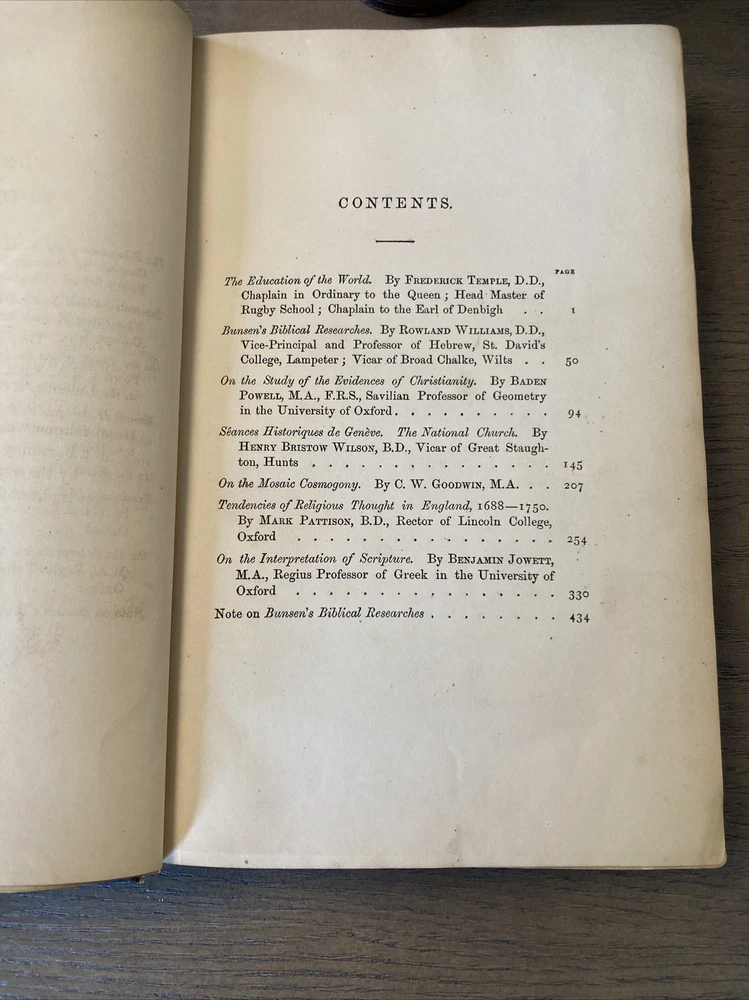 CONTENTS.
PAGE
The Education of the World. By FREDERICK TEMPLE, D.D.,
Chaplain in Ordinary to the Queen ; Head Master of
Rugby School ; Chaplain to the Earl of Denbigh . . 1
Bunsen's Biblical Researches. By ROWLAND WILLIAMS, D.D.,
Vice-Principal and Professor of Hebrew, St. David's
College, Lampeter ; Vicar of Broad Chalke, Wilts . . 50
On the Study of the Evidences of Christianity. By BADEN
POWELL, M.A., F.R.S., Savilian Professor of Geometry
in the University of Oxford . . . . . . . . . . 94
Séances Historiques de Genève. The National Church. By
HENRY BRISTOW WILSON, B.D., Vicar of Great Staugh-
ton, Hunts . . . . . . . . . . . . . . . 145
On the Mosaic Cosmogony. By C. W. GOODWIN, M.A. . . 207
Tendencies of Religious Thought in England, 1688—1750.
By MARK PATTISON, B.D., Rector of Lincoln College,
Oxford . . . . . . . . . . . . . . . . 254
On the Interpretation of Scripture. By BENJAMIN JOWETT,
M.A., Regius Professor of Greek in the University of
Oxford . . . . . . . . . . . . . . . . 330
Note on Bunsen's Biblical Researches . . . . . . . . 434